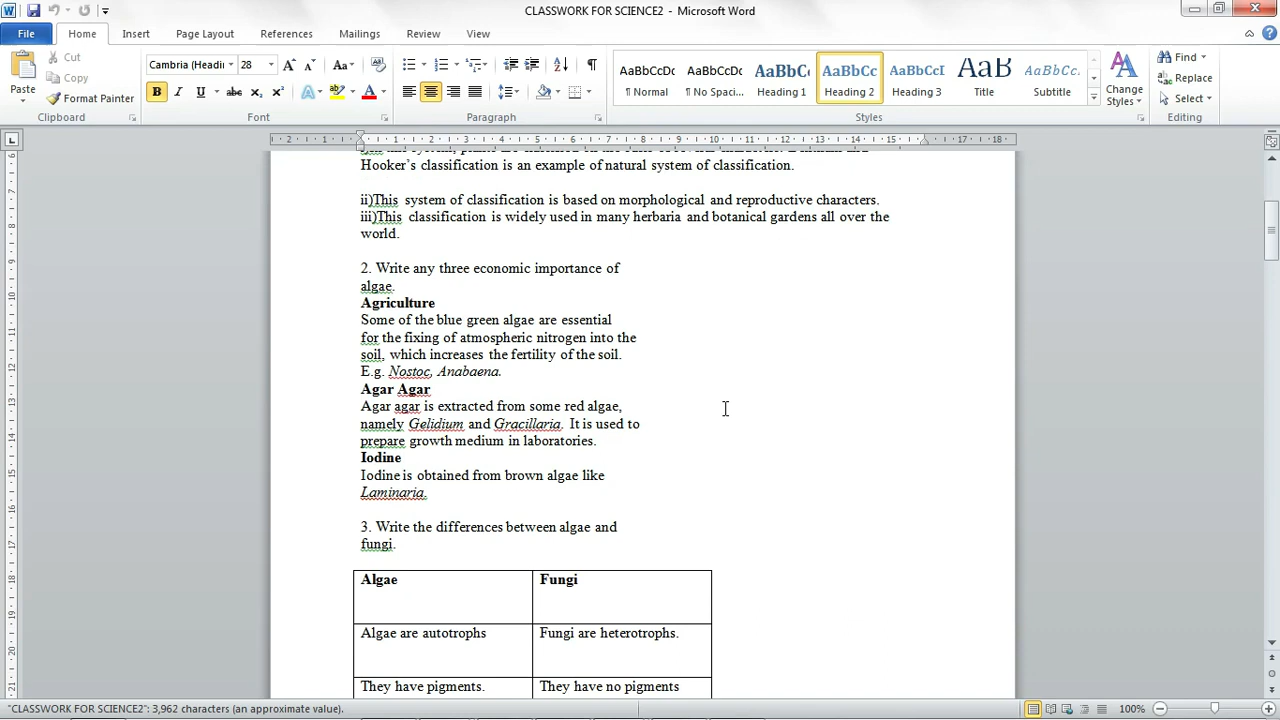 CLASSWORK FOR SCIENCE2 - Microsoft Word
File Home Insert Page Layout References Mailings Review View
Paste
Cut
Copy
Format Painter
Clipboard
Cambria (Headi 28
Font
Paragraph
AaBbCcDc ¶ Normal
AaBbCcDc ¶ No Spaci...
AaBbC Heading 1
AaBbCc Heading 2
AaBbCcI Heading 3
AaB Title
AaBbCcI Subtitle
Change Styles
Styles
Find
Replace
Select
Editing
Hooker's classification is an example of natural system of classification.
ii)This system of classification is based on morphological and reproductive characters.
iii)This classification is widely used in many herbaria and botanical gardens all over the
world.
2. Write any three economic importance of
algae.
Agriculture
Some of the blue green algae are essential
for the fixing of atmospheric nitrogen into the
soil, which increases the fertility of the soil.
E.g. Nostoc, Anabaena.
Agar Agar
Agar agar is extracted from some red algae,
namely Gelidium and Gracillaria. It is used to
prepare growth medium in laboratories.
Iodine
Iodine is obtained from brown algae like
Laminaria.
3. Write the differences between algae and
fungi.
Algae Fungi
Algae are autotrophs Fungi are heterotrophs.
They have pigments. They have no pigments
"CLASSWORK FOR SCIENCE2": 3,962 characters (an approximate value).
100%